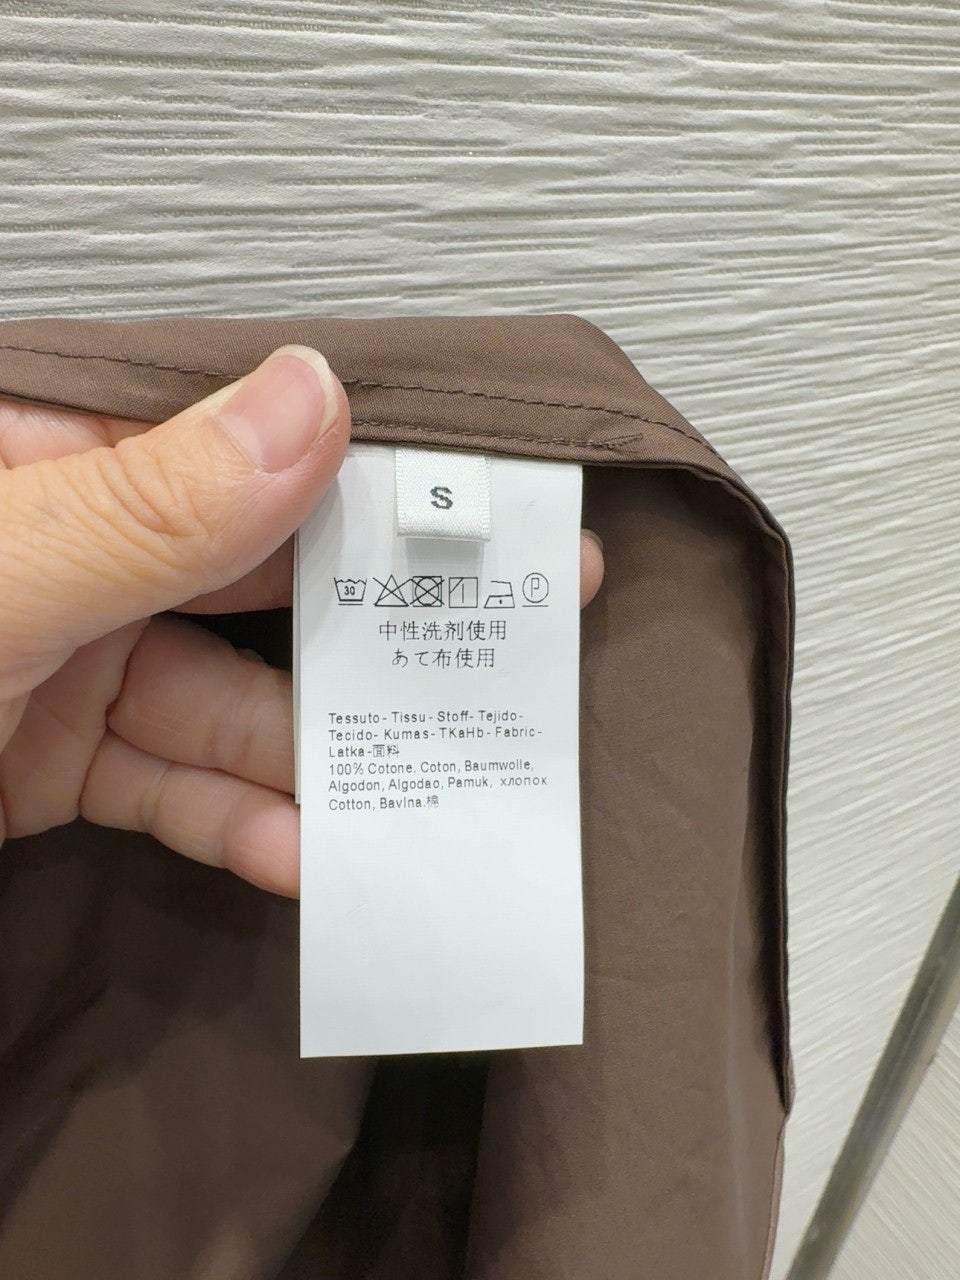 S
30
P
中性洗剤使用
あて布使用
Tessuto- Tissu- Stoff- Tejido-
Tecido- Kumas- TKaHb- Fabric-
Latka-面料
100% Cotone. Coton, Baumwolle,
Algodon, Algodao, Pamuk, хлопок
Cotton, Bavlna.棉